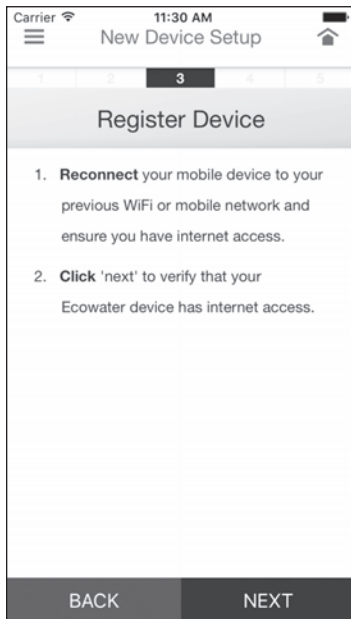 Carrier 11:30 AM
New Device Setup
1 2 3 4 5
Register Device
1. Reconnect your mobile device to your
previous WiFi or mobile network and
ensure you have internet access.
2. Click 'next' to verify that your
Ecowater device has internet access.
BACK NEXT